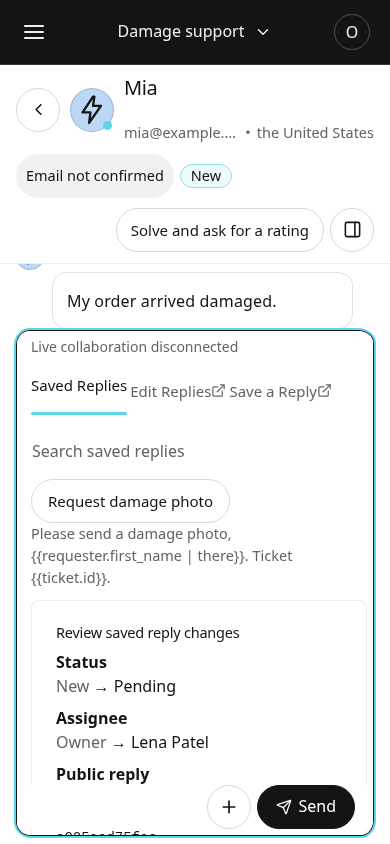 Damage support
O
Mia
mia@example.... • the United States
Email not confirmed
New
Solve and ask for a rating
My order arrived damaged.
Live collaboration disconnected
Saved Replies Edit Replies Save a Reply
Search saved replies
Request damage photo
Please send a damage photo,
{{requester.first_name | there}}. Ticket
{{ticket.id}}.
Review saved reply changes
Status
New → Pending
Assignee
Owner → Lena Patel
Public reply
Send